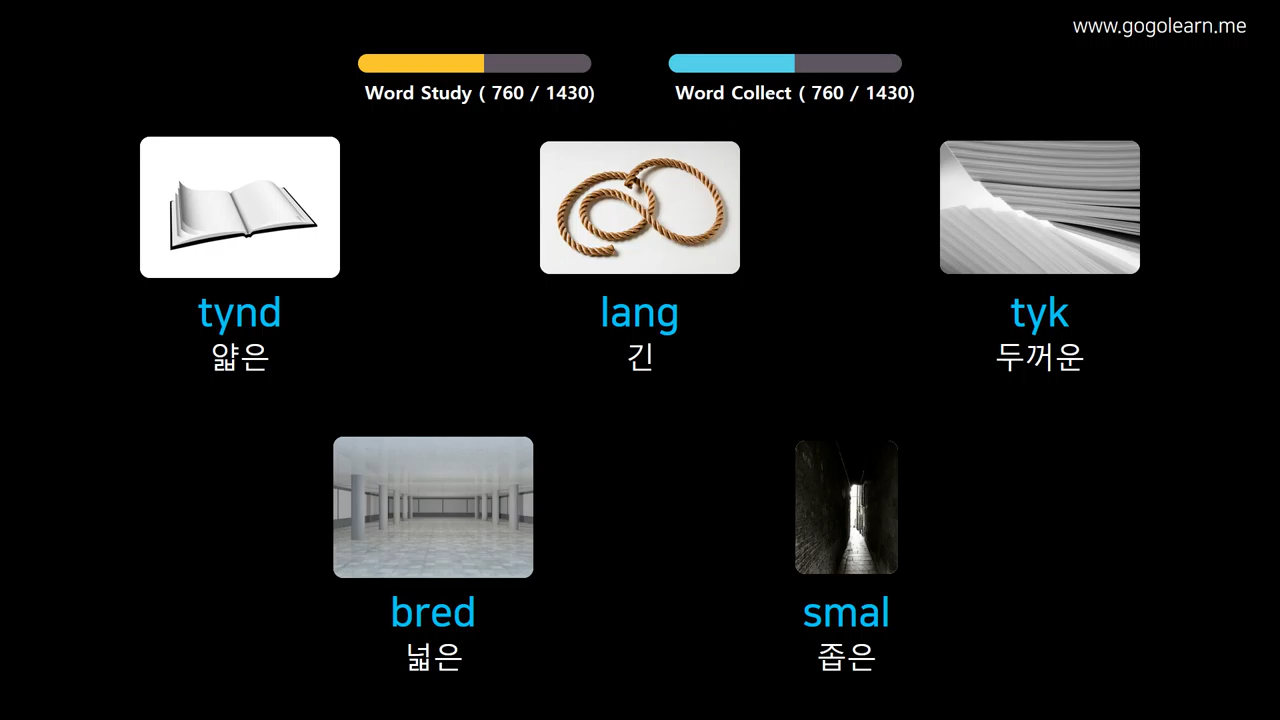 www.gogolearn.me
Word Study ( 760 / 1430)
Word Collect ( 760 / 1430)
tynd
얇은
lang
긴
tyk
두꺼운
bred
넓은
smal
좁은